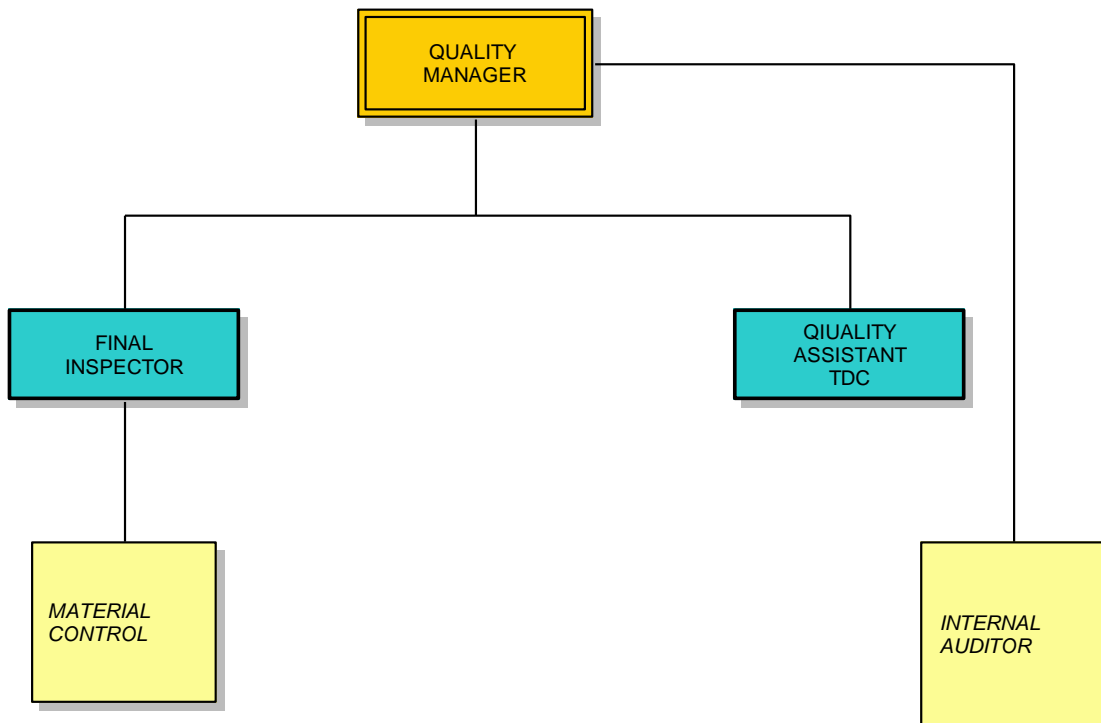 QUALITY
MANAGER
FINAL
INSPECTOR
QIUALITY
ASSISTANT
TDC
MATERIAL
CONTROL
INTERNAL
AUDITOR